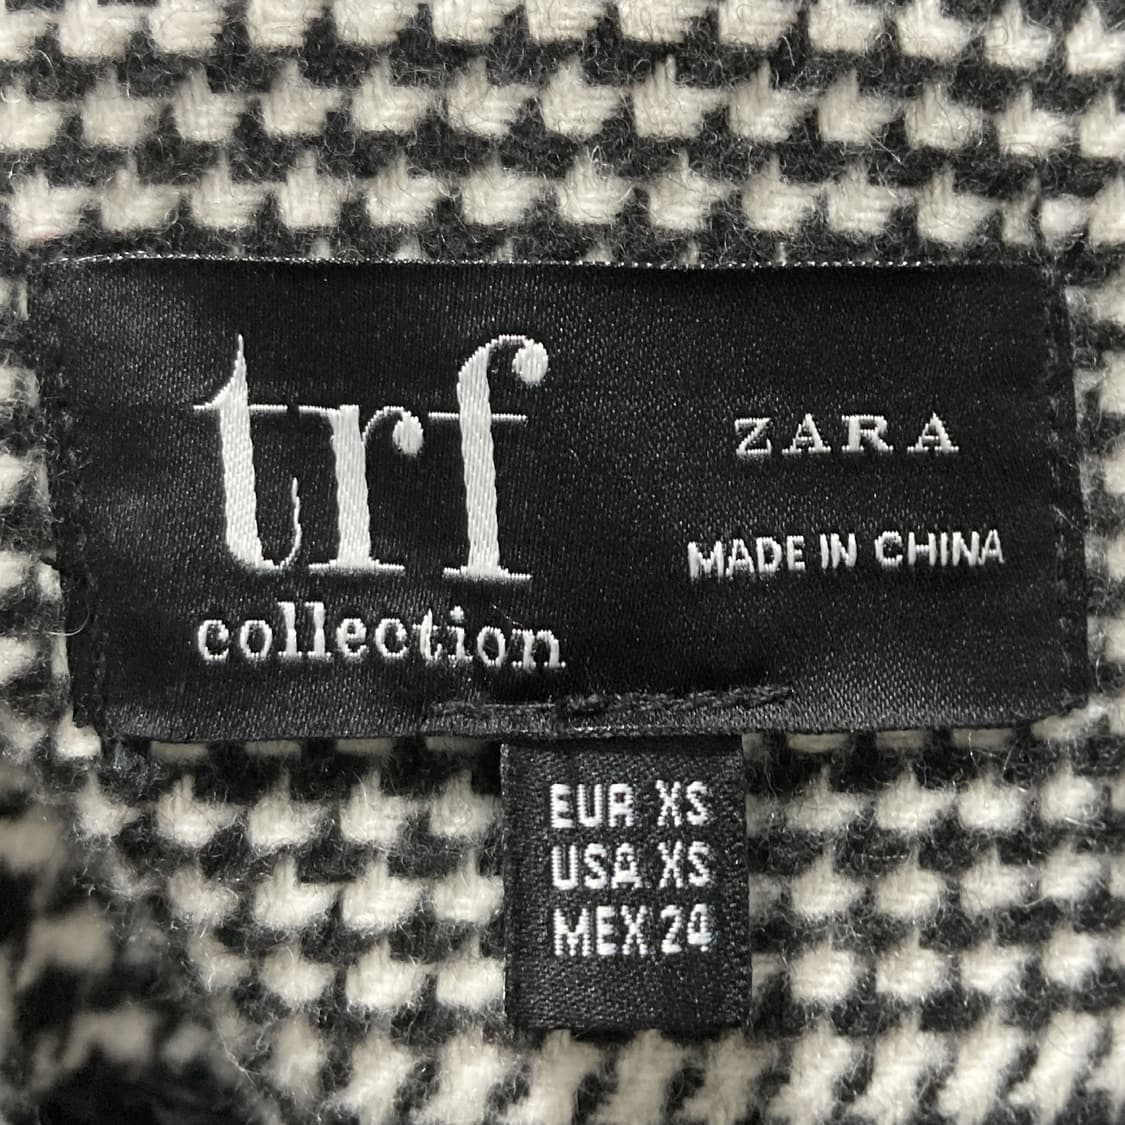 trf
collection
ZARA
MADE IN CHINA
EUR XS
USA XS
MEX 24